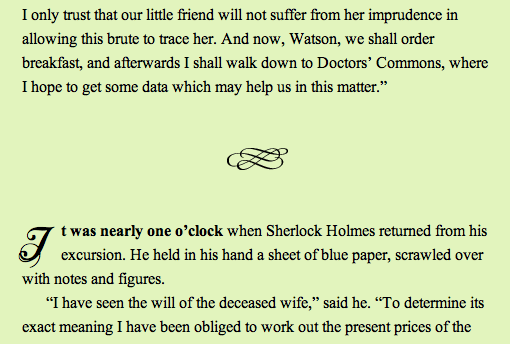 I only trust that our little friend will not suffer from her imprudence in
allowing this brute to trace her. And now, Watson, we shall order
breakfast, and afterwards I shall walk down to Doctors’ Commons, where
I hope to get some data which may help us in this matter.”
It was nearly one o’clock when Sherlock Holmes returned from his
excursion. He held in his hand a sheet of blue paper, scrawled over
with notes and figures.
“I have seen the will of the deceased wife,” said he. “To determine its
exact meaning I have been obliged to work out the present prices of the